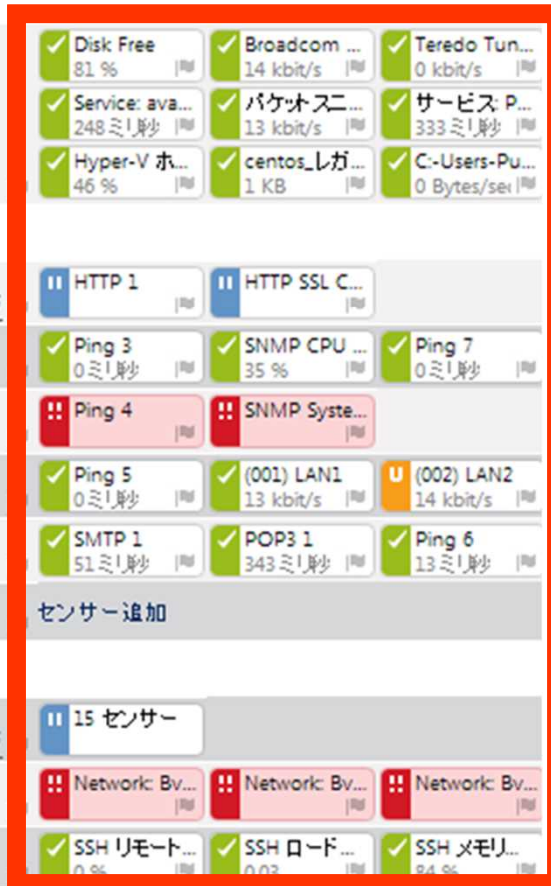 Disk Free
81 %
Broadcom ...
14 kbit/s
Teredo Tun...
0 kbit/s
Service: ava...
248ミリ秒
パケットスニ...
13 kbit/s
サービス: P...
333ミリ秒
Hyper-V ホ...
46 %
centos_レガ...
1 KB
C:-Users-Pu...
0 Bytes/sec
HTTP 1
HTTP SSL C...
Ping 3
0ミリ秒
SNMP CPU ...
35 %
Ping 7
0ミリ秒
Ping 4
SNMP Syste...
Ping 5
0ミリ秒
(001) LAN1
13 kbit/s
U
(002) LAN2
14 kbit/s
SMTP 1
51ミリ秒
POP3 1
343ミリ秒
Ping 6
13ミリ秒
センサー追加
15 センサー
Network: Bv...
Network: Bv...
Network: Bv...
SSH リモート...
0 %
SSH ロード...
0.03
SSH メモリ...
84 %